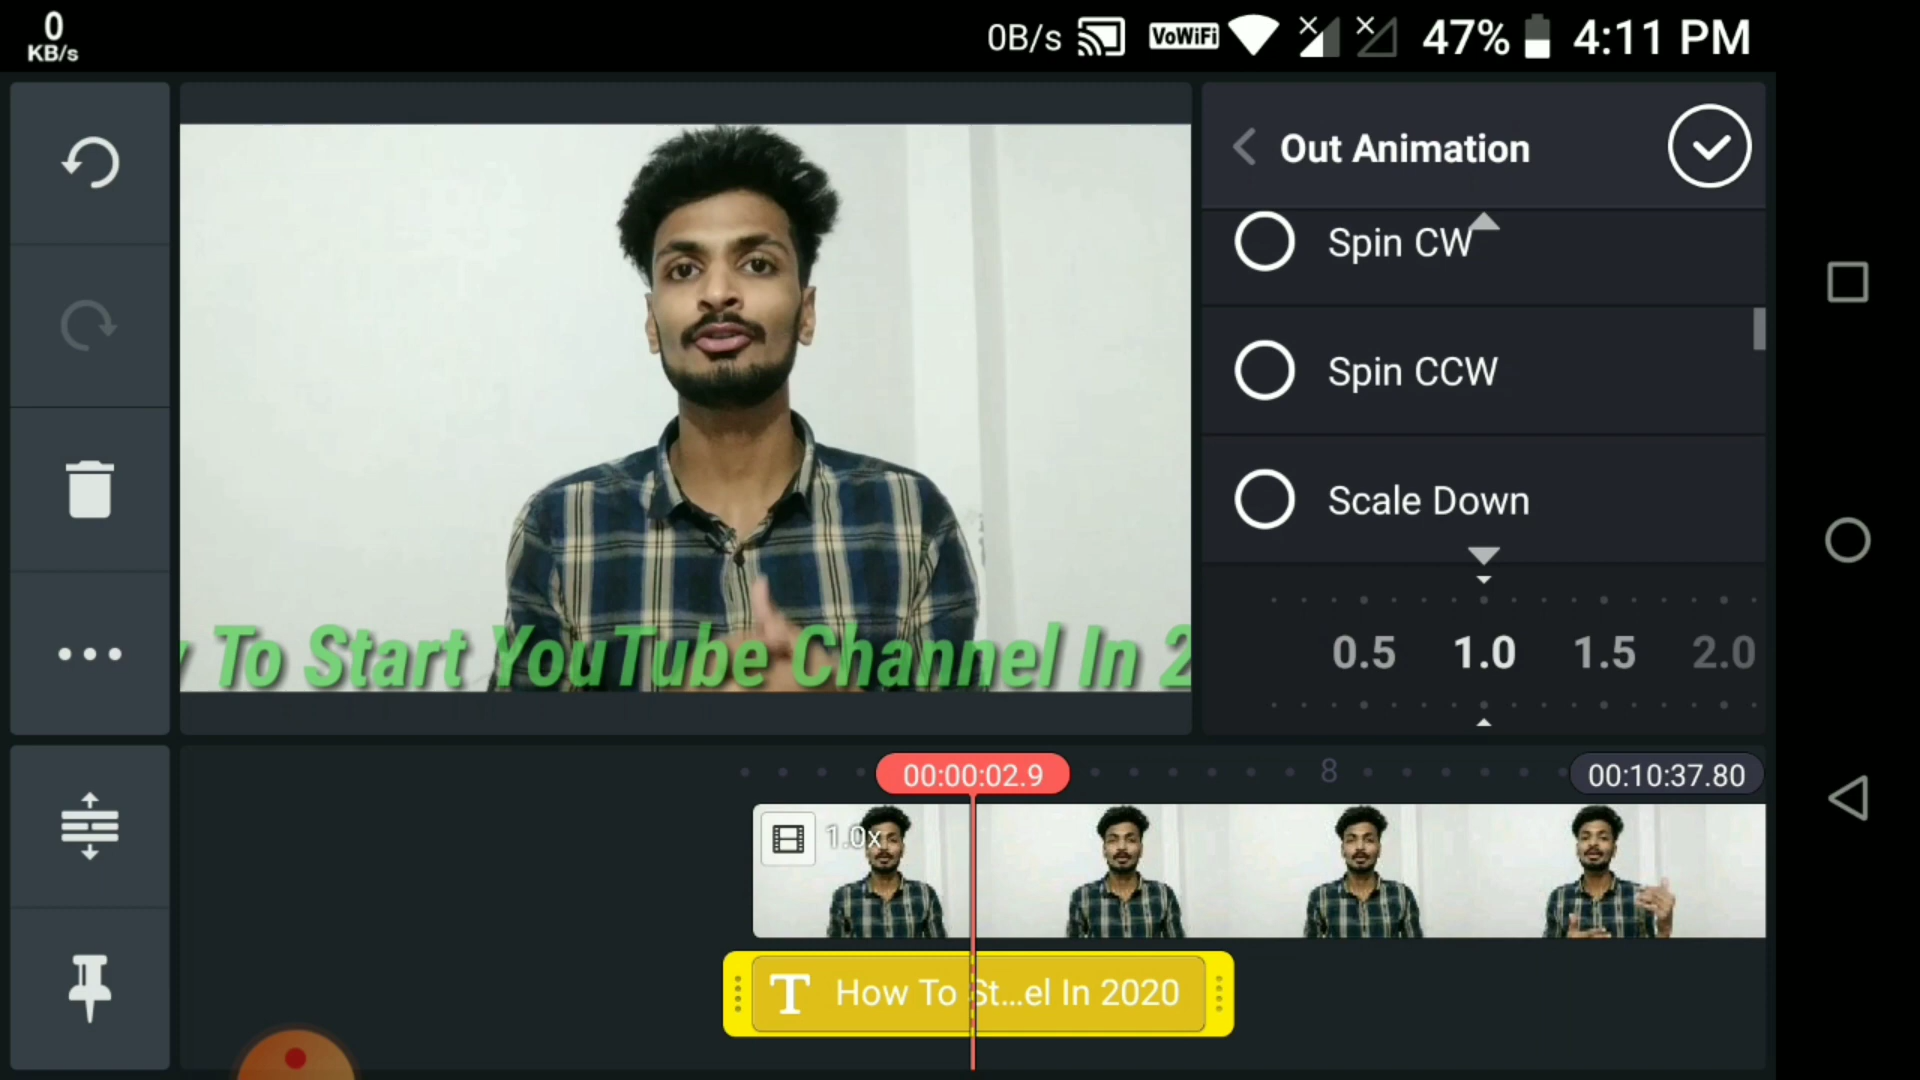 0
KB/s
0B/s VoWiFi 47% 4:11 PM
Out Animation
Spin CW
Spin CCW
Scale Down
0.5 1.0 1.5 2.0
To Start YouTube Channel In 2
00:00:02.9
8
00:10:37.80
1.0x
T How To St...el In 2020